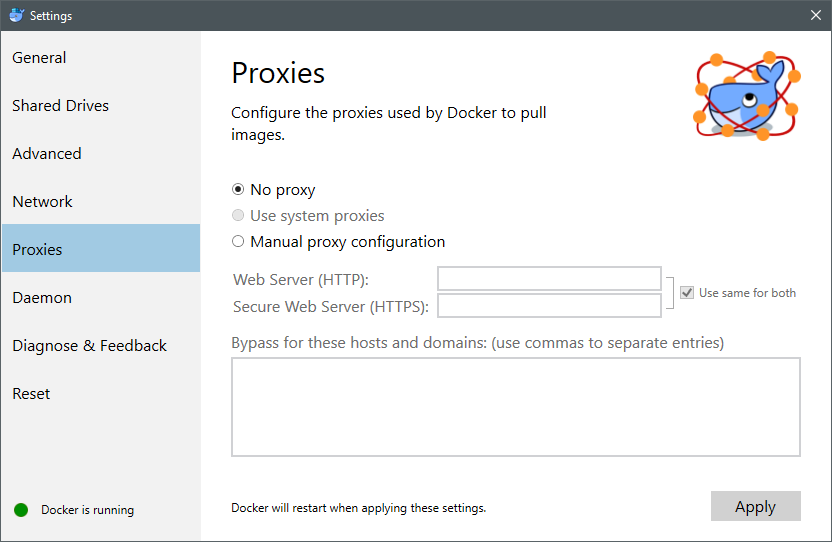 Settings
General
Shared Drives
Advanced
Network
Proxies
Daemon
Diagnose & Feedback
Reset
Docker is running
Proxies
Configure the proxies used by Docker to pull
images.
No proxy
Use system proxies
Manual proxy configuration
Web Server (HTTP):
Secure Web Server (HTTPS):
Use same for both
Bypass for these hosts and domains: (use commas to separate entries)
Docker will restart when applying these settings.
Apply